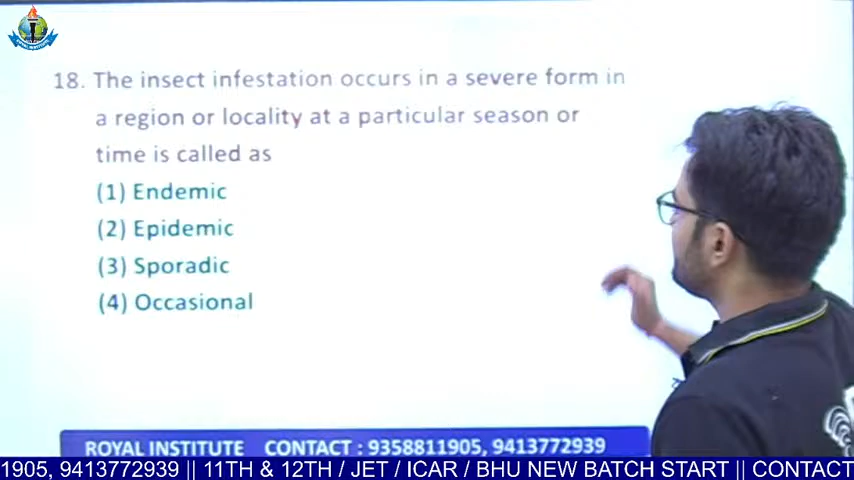 ROYAL INSTITUTE
18. The insect infestation occurs in a severe form in
a region or locality at a particular season or
time is called as
(1) Endemic
(2) Epidemic
(3) Sporadic
(4) Occasional
ROYAL INSTITUTE CONTACT : 9358811905, 9413772939
1905, 9413772939 || 11TH & 12TH / JET / ICAR / BHU NEW BATCH START || CONTACT